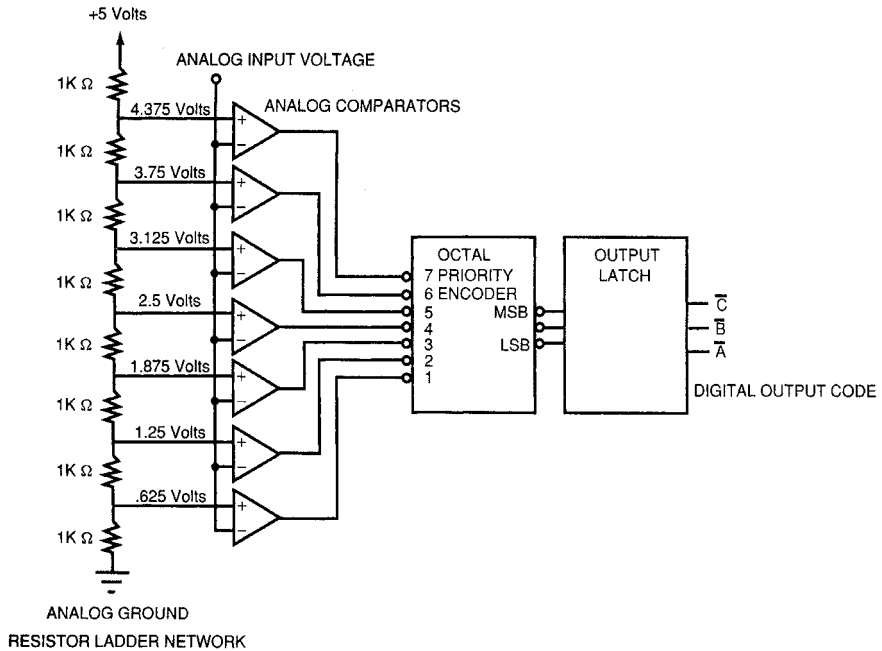 +5 Volts
ANALOG INPUT VOLTAGE
1K Ω
4.375 Volts
+
−
ANALOG COMPARATORS
1K Ω
3.75 Volts
+
−
1K Ω
3.125 Volts
+
−
1K Ω
2.5 Volts
+
−
1K Ω
1.875 Volts
+
−
1K Ω
1.25 Volts
+
−
1K Ω
.625 Volts
+
−
1K Ω
ANALOG GROUND
RESISTOR LADDER NETWORK
OCTAL
7 PRIORITY
6 ENCODER
5 MSB
4
3 LSB
2
1
OUTPUT
LATCH
C̅
B̅
A̅
DIGITAL OUTPUT CODE